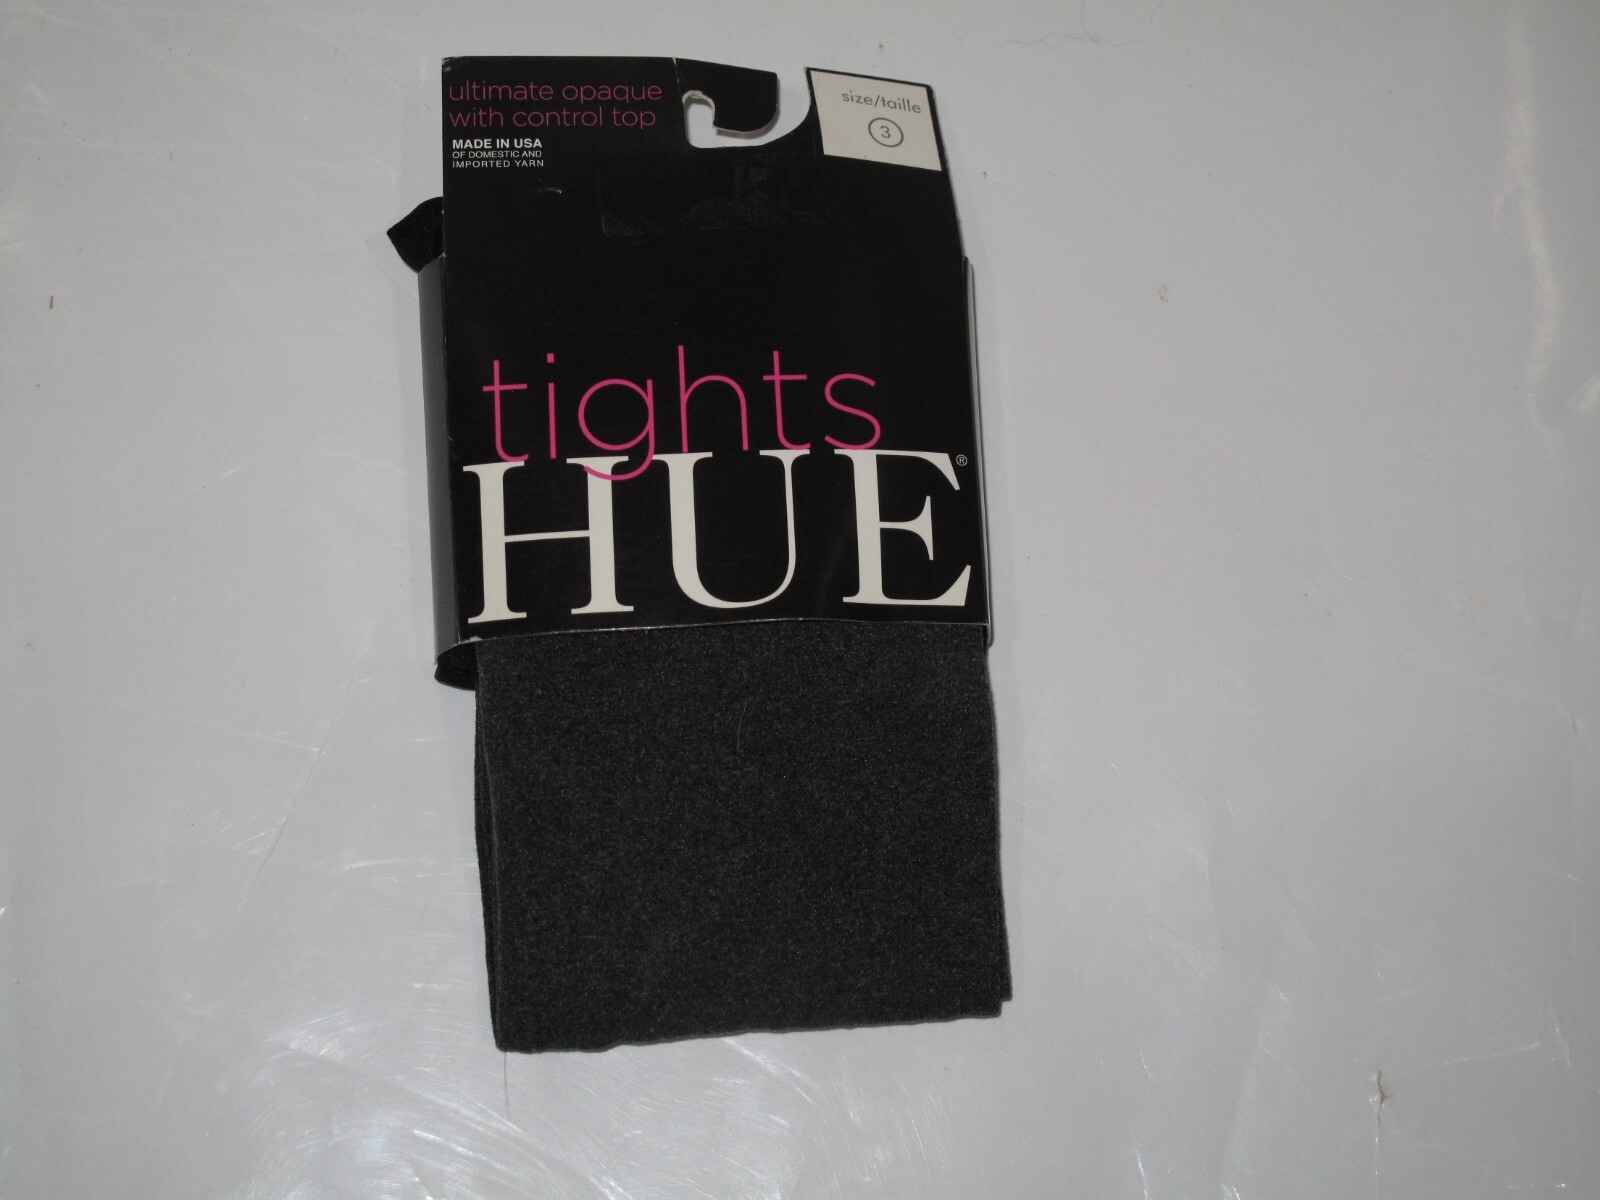 ultimate opaque
with control top
MADE IN USA
OF DOMESTIC AND
IMPORTED YARN
size/taille
3
tights
HUE®